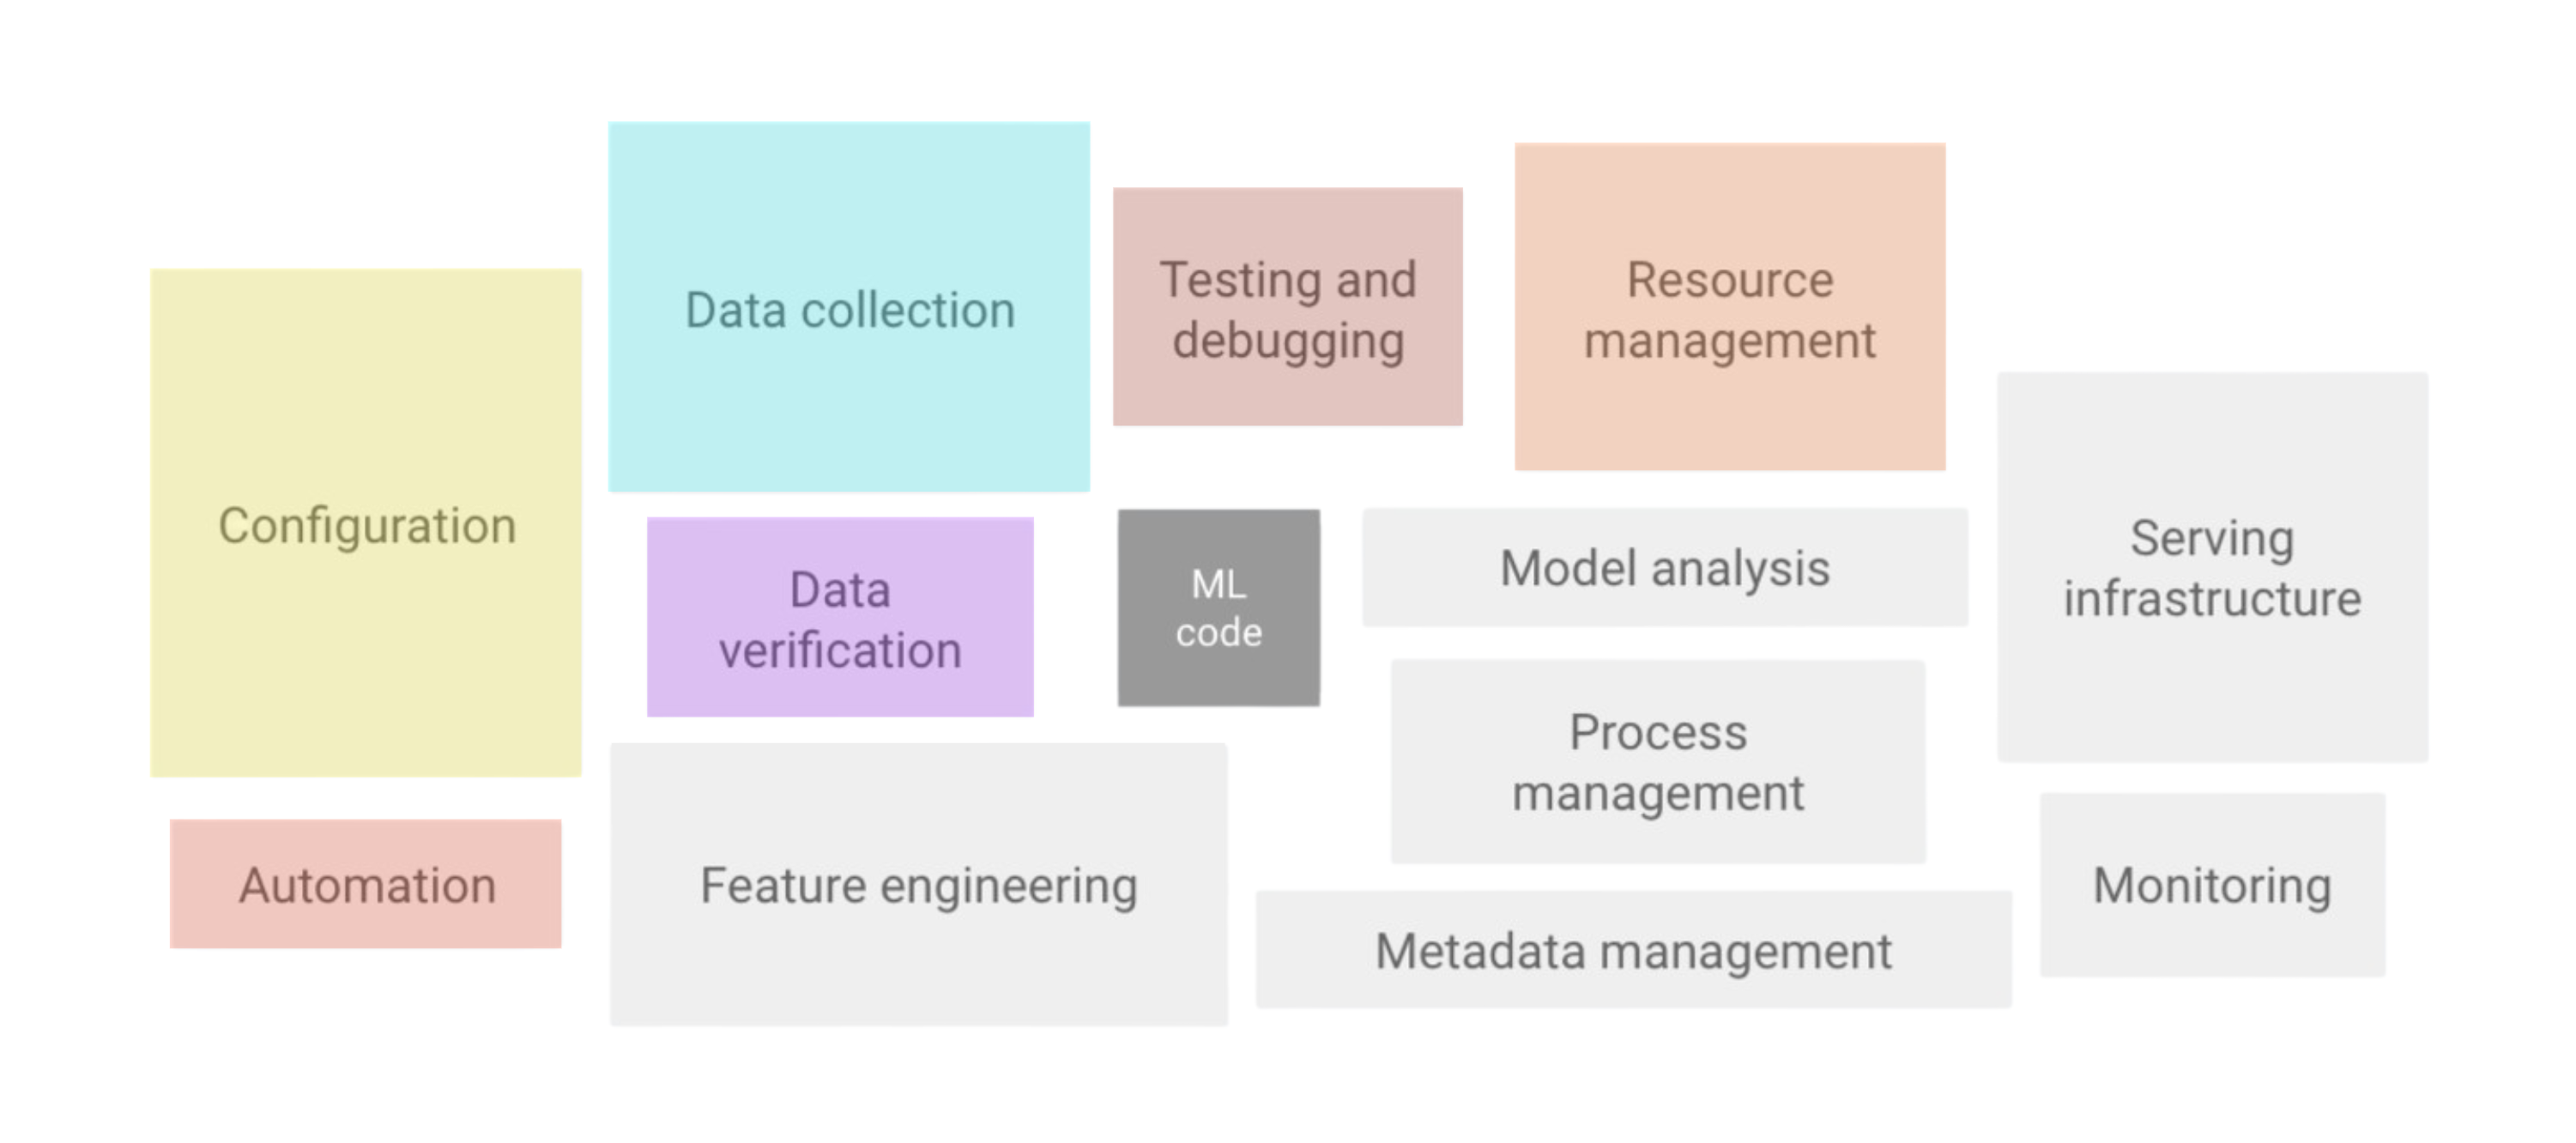 Data collection
Testing and
debugging
Resource
management
Configuration
Data
verification
ML
code
Model analysis
Serving
infrastructure
Process
management
Automation
Feature engineering
Metadata management
Monitoring